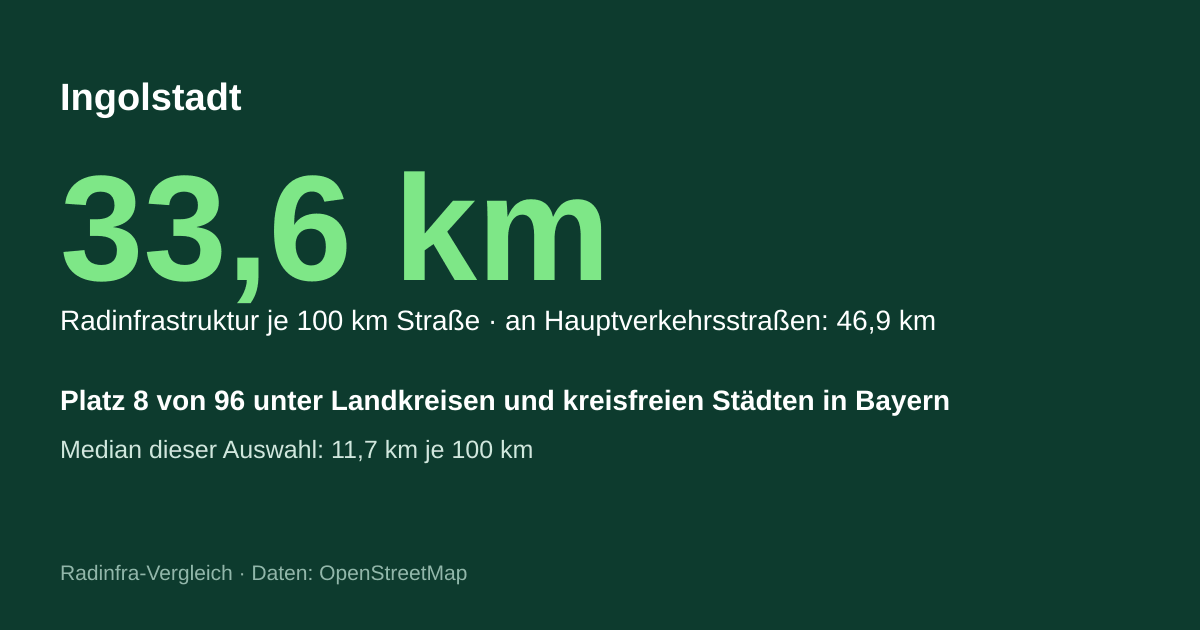 Ingolstadt
33,6 km
Radinfrastruktur je 100 km Straße · an Hauptverkehrsstraßen: 46,9 km
Platz 8 von 96 unter Landkreisen und kreisfreien Städten in Bayern
Median dieser Auswahl: 11,7 km je 100 km
Radinfra-Vergleich · Daten: OpenStreetMap